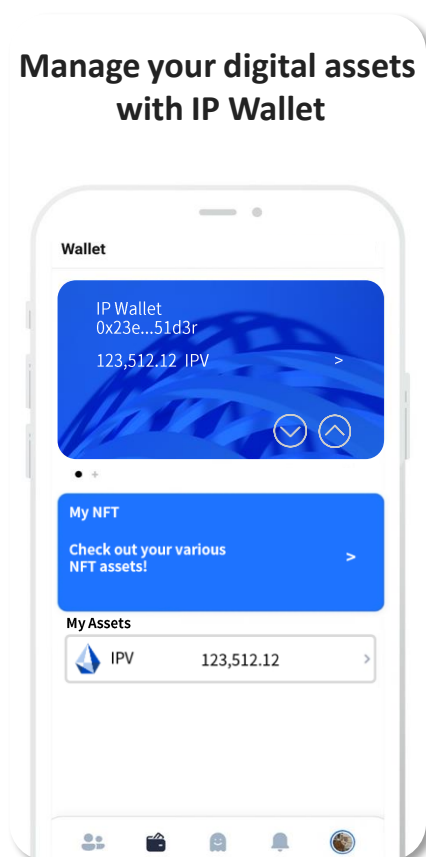 Manage your digital assets
with IP Wallet
Wallet
IP Wallet
0x23e...51d3r
123,512.12 IPV >
My NFT
Check out your various
NFT assets!
>
My Assets
IPV 123,512.12 >